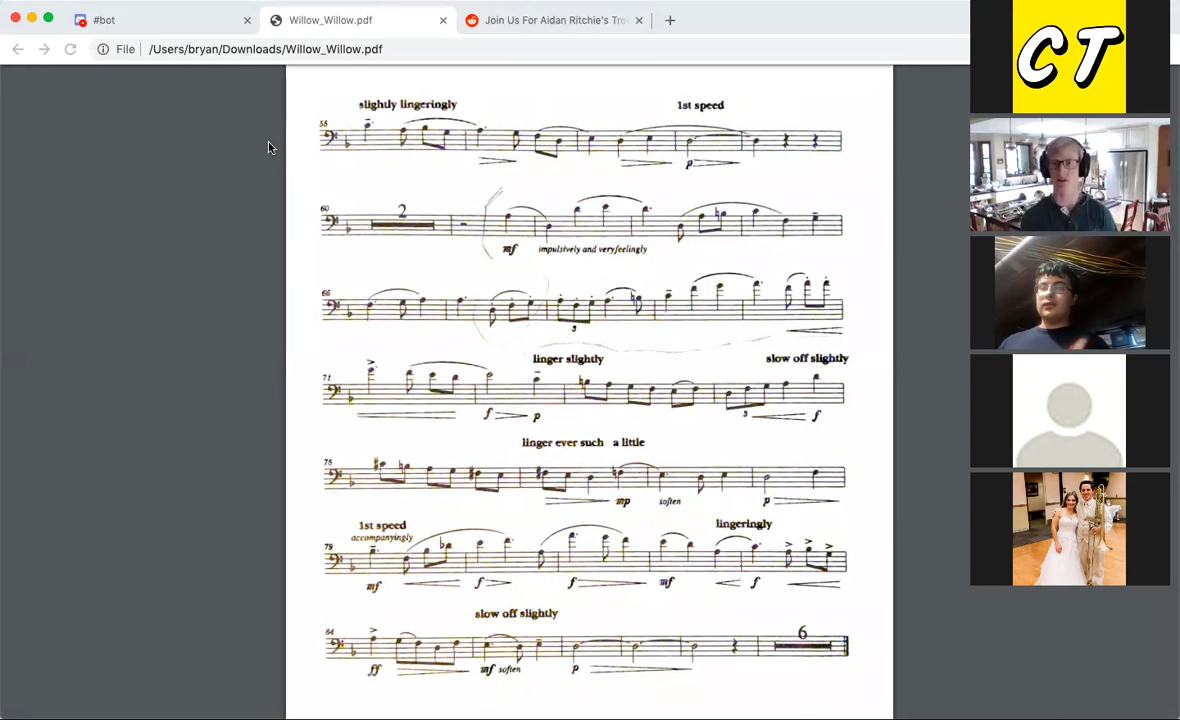 #bot
Willow_Willow.pdf
Join Us For Aidan Ritchie's Tro
File
/Users/bryan/Downloads/Willow_Willow.pdf
CT
slightly lingeringly
1st speed
55
p
60
2
mf
impulsively and very feelingly
66
3
linger slightly
slow off slightly
71
f
p
3
f
linger ever such a little
75
mp
soften
p
1st speed
accompanyingly
lingeringly
79
mf
f
f
mf
f
slow off slightly
84
6
ff
mf soften
p